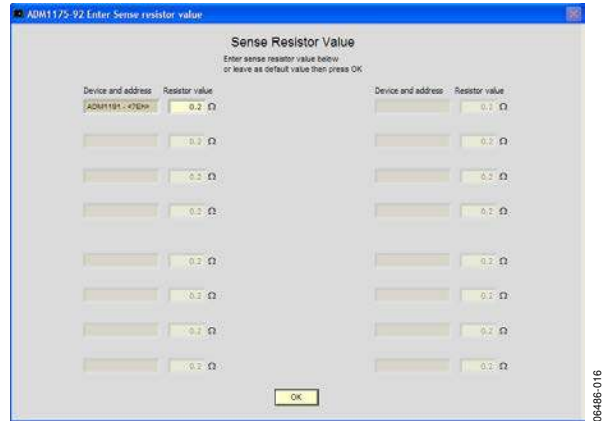 ADM1175-92 Enter Sense resistor value
Sense Resistor Value
Enter sense resistor value below
or leave as default value then press OK
Device and address Resistor value Device and address Resistor value
ADM1191 - <7EH> 0.2 Ω 0.2 Ω
0.2 Ω 0.2 Ω
0.2 Ω 0.2 Ω
0.2 Ω 0.2 Ω
0.2 Ω 0.2 Ω
0.2 Ω 0.2 Ω
0.2 Ω 0.2 Ω
0.2 Ω 0.2 Ω
OK
06486-016